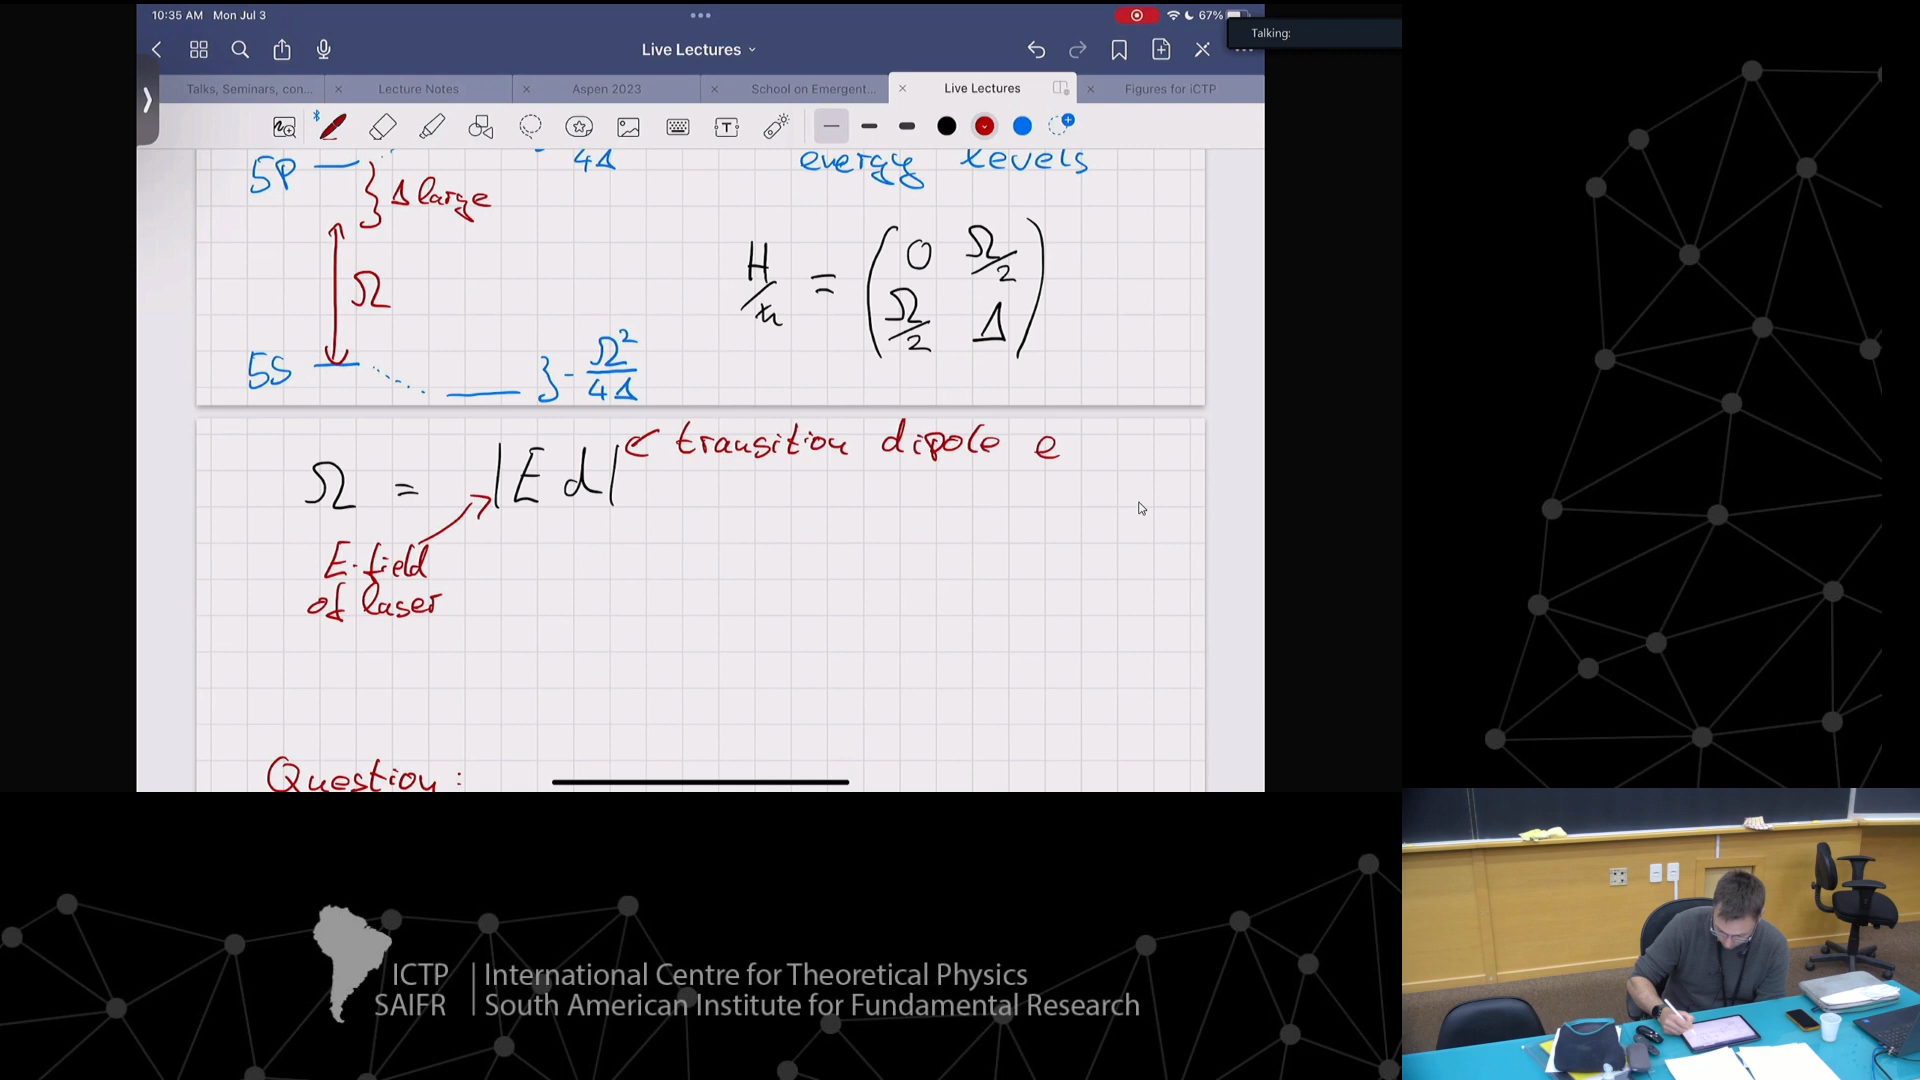 10:35 AM Mon Jul 3
67%
Talking:
Live Lectures
Talks, Seminars, con...
Lecture Notes
Aspen 2023
School on Emergent...
Live Lectures
Figures for iCTP
5P
Δ large
4Δ
energy levels
Ω
H/ħ = ( 0 Ω/2
Ω/2 Δ )
5S
} - Ω²/4Δ
Ω = |E d| transition dipole e
E-field
of laser
Question:
ICTP | International Centre for Theoretical Physics
SAIFR | South American Institute for Fundamental Research